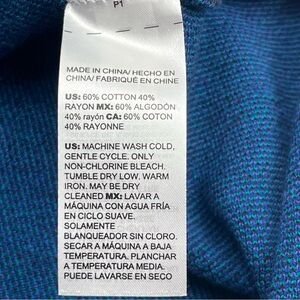 P1
MADE IN CHINA/ HECHO EN
CHINA/ FABRIQUÉ EN CHINE
US: 60% COTTON 40%
RAYON MX: 60% ALGODÓN
40% rayón CA: 60% COTON
40% RAYONNE
US: MACHINE WASH COLD,
GENTLE CYCLE. ONLY
NON-CHLORINE BLEACH.
TUMBLE DRY LOW. WARM
IRON. MAY BE DRY
CLEANED MX: LAVAR A
MÁQUINA CON AGUA FRÍA
EN CICLO SUAVE.
SOLAMENTE
BLANQUEADOR SIN CLORO.
SECAR A MÁQUINA A BAJA
TEMPERATURA. PLANCHAR
A TEMPERATURA MEDIA.
PUEDE LAVARSE EN SECO